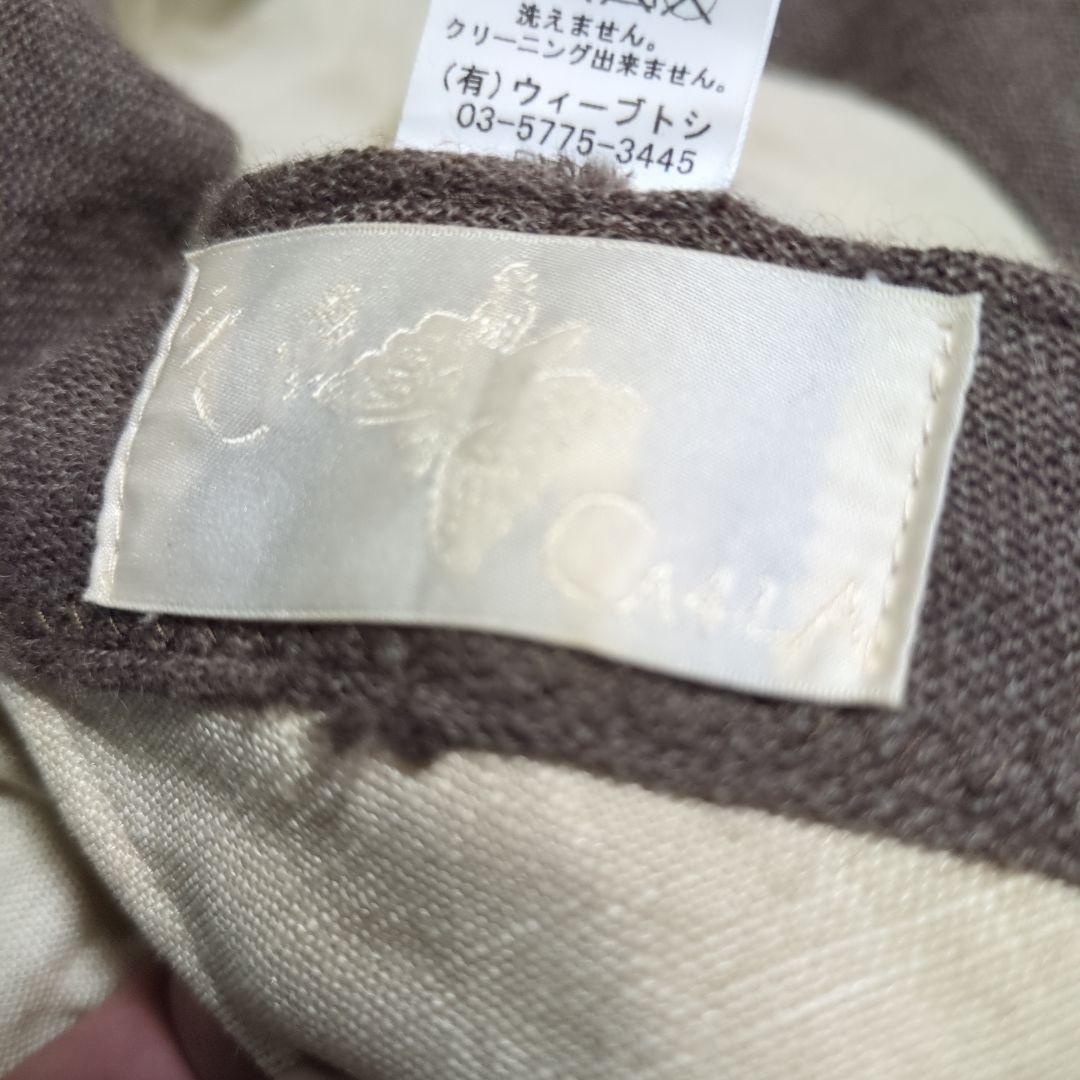 洗えません。
クリーニング出来ません。
(有)ウィーブトシ
03-5775-3445
CA4LA